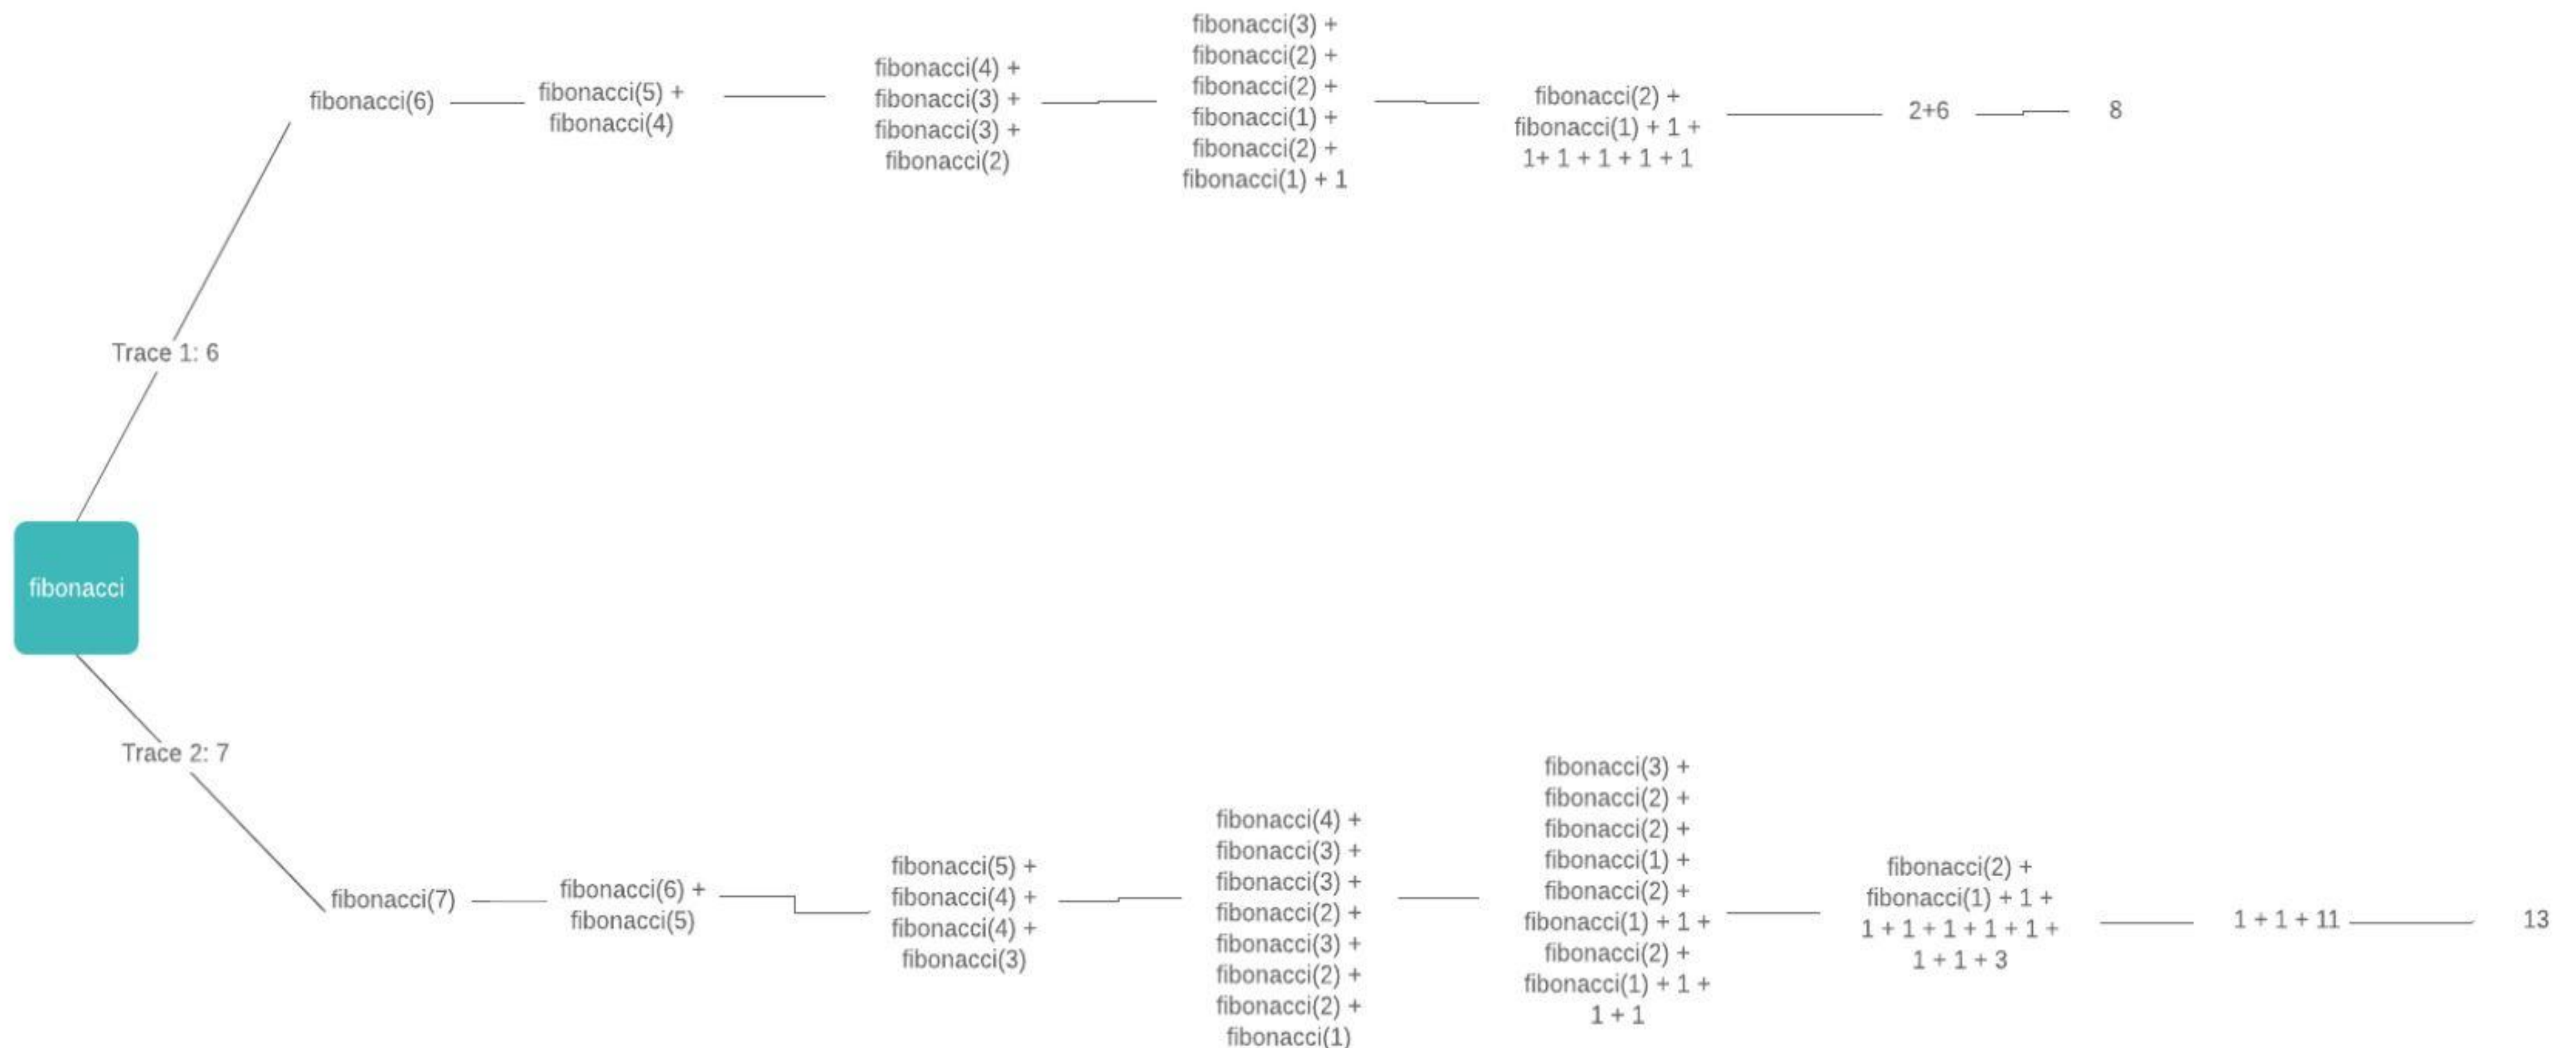 fibonacci(6)
fibonacci(5) +
fibonacci(4)
fibonacci(4) +
fibonacci(3) +
fibonacci(3) +
fibonacci(2)
fibonacci(3) +
fibonacci(2) +
fibonacci(2) +
fibonacci(1) +
fibonacci(2) +
fibonacci(1) + 1
fibonacci(2) +
fibonacci(1) + 1 +
1+ 1 + 1 + 1 + 1
2+6
8
Trace 1: 6
fibonacci
Trace 2: 7
fibonacci(7)
fibonacci(6) +
fibonacci(5)
fibonacci(5) +
fibonacci(4) +
fibonacci(4) +
fibonacci(3)
fibonacci(4) +
fibonacci(3) +
fibonacci(3) +
fibonacci(2) +
fibonacci(3) +
fibonacci(2) +
fibonacci(2) +
fibonacci(1)
fibonacci(3) +
fibonacci(2) +
fibonacci(2) +
fibonacci(1) +
fibonacci(2) +
fibonacci(1) + 1 +
fibonacci(2) +
fibonacci(1) + 1 +
1 + 1
fibonacci(2) +
fibonacci(1) + 1 +
1 + 1 + 1 + 1 + 1 +
1 + 1 + 3
1 + 1 + 11
13